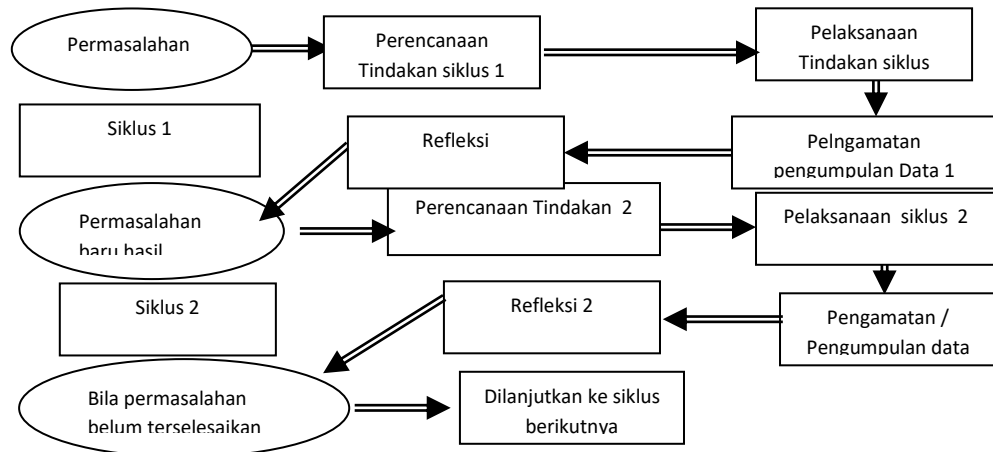 Permasalahan
Perencanaan
Tindakan siklus 1
Pelaksanaan
Tindakan siklus
Siklus 1
Refleksi
Pelngamatan
pengumpulan Data 1
Permasalahan
baru hasil
Perencanaan Tindakan 2
Pelaksanaan siklus 2
Siklus 2
Refleksi 2
Pengamatan /
Pengumpulan data
Bila permasalahan
belum terselesaikan
Dilanjutkan ke siklus
berikutnya